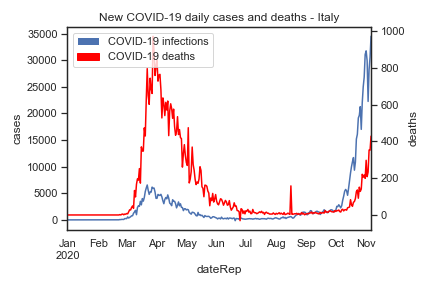 New COVID-19 daily cases and deaths - Italy
COVID-19 infections
COVID-19 deaths
35000
30000
25000
20000
15000
10000
5000
0
cases
1000
800
600
400
200
0
deaths
Jan Feb Mar Apr May Jun Jul Aug Sep Oct Nov
2020
dateRep